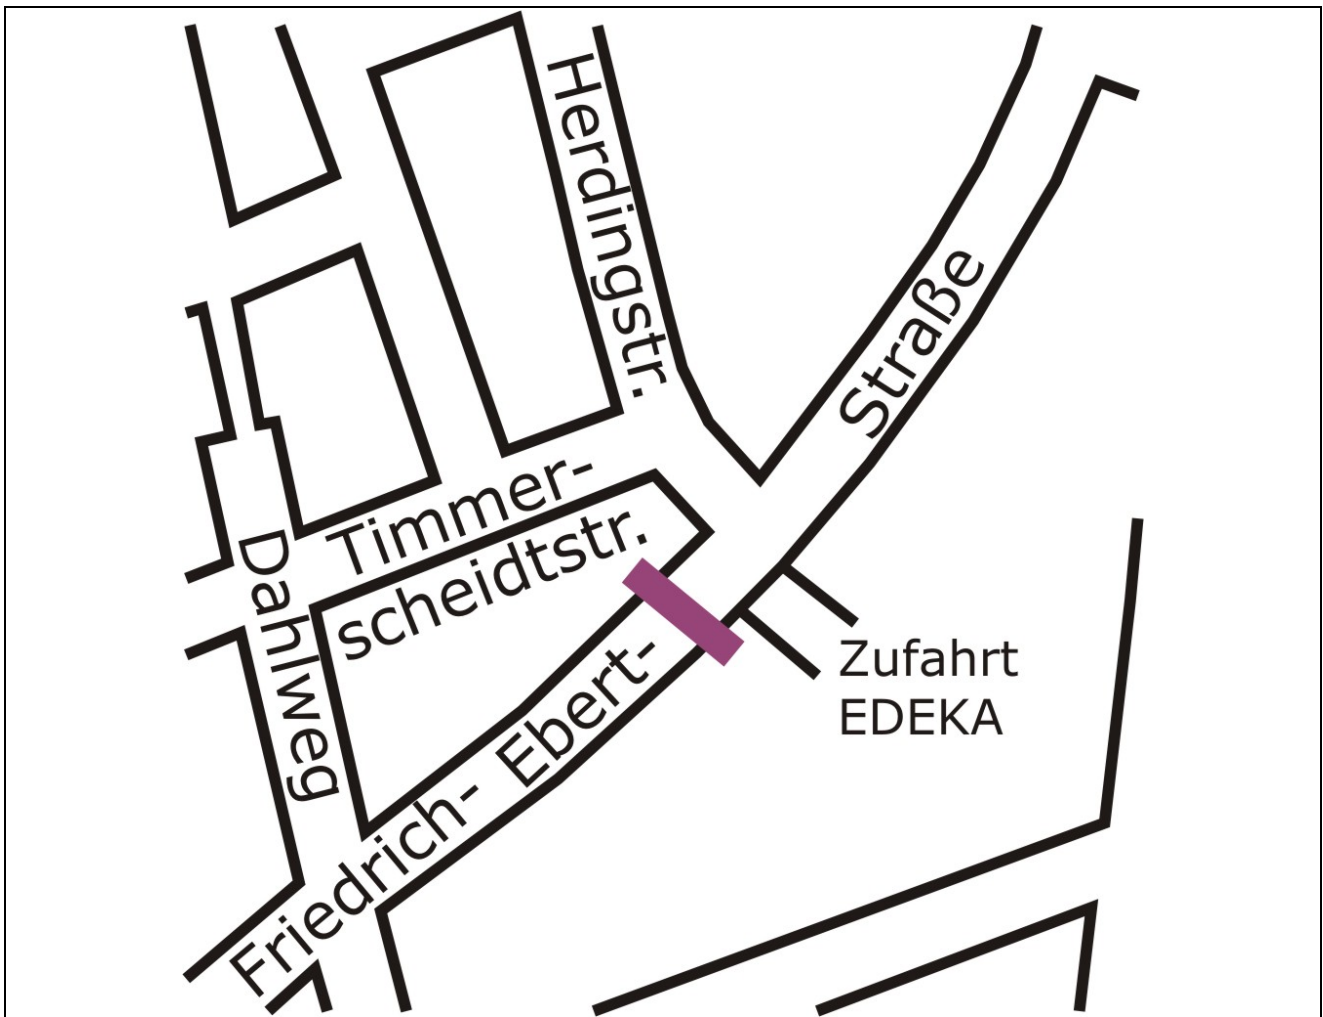 Herdingstr.
Straße
Timmer-
scheidtstr.
Dahlweg
Friedrich- Ebert-
Zufahrt
EDEKA